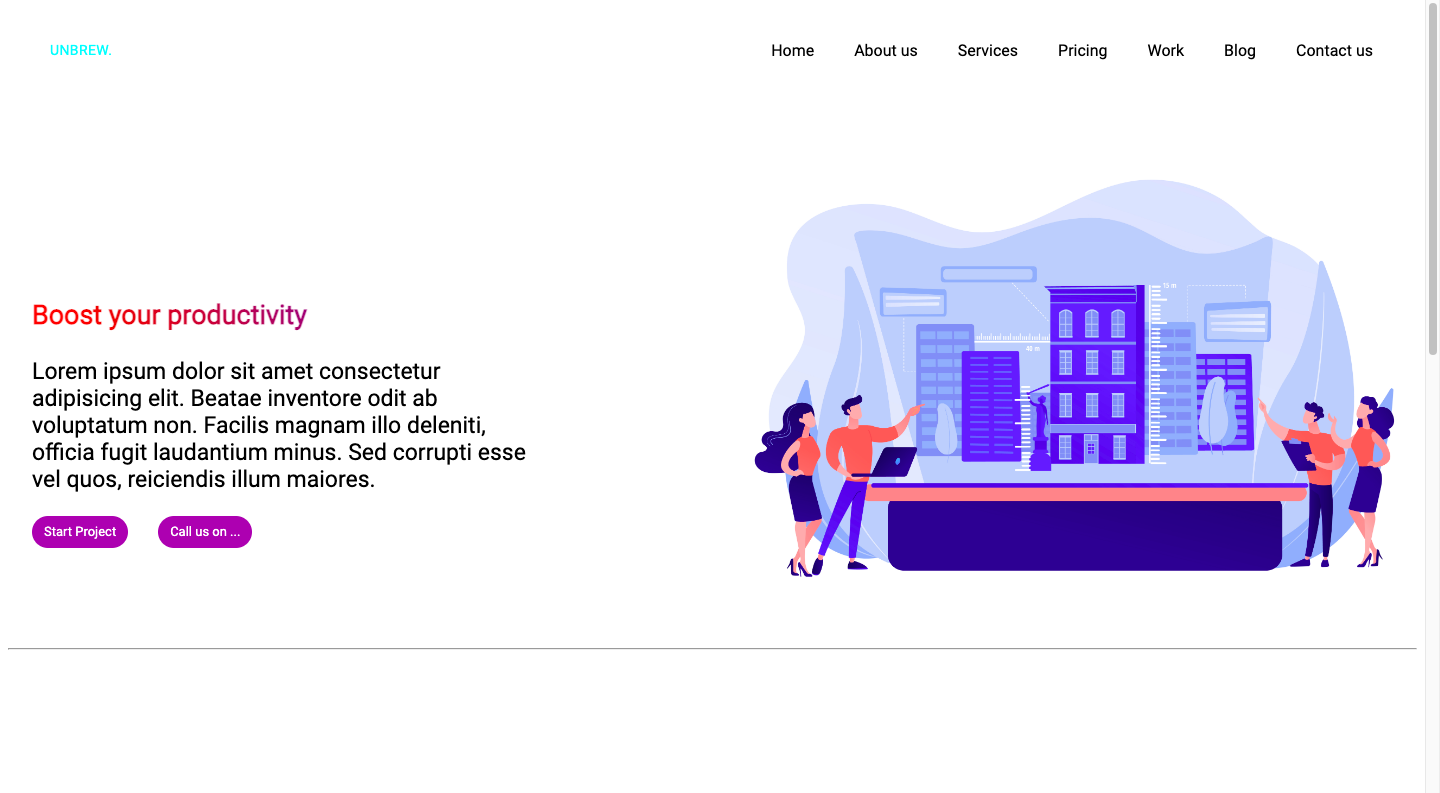 UNBREW.
Home About us Services Pricing Work Blog Contact us
Boost your productivity
Lorem ipsum dolor sit amet consectetur
adipisicing elit. Beatae inventore odit ab
voluptatum non. Facilis magnam illo deleniti,
officia fugit laudantium minus. Sed corrupti esse
vel quos, reiciendis illum maiores.
Start Project Call us on ...
15 m
40 m